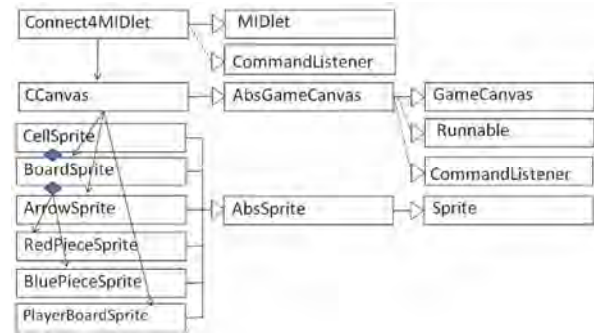 Connect4MIDlet MIDlet
CommandListener
CCanvas AbsGameCanvas GameCanvas
CellSprite Runnable
BoardSprite CommandListener
ArrowSprite AbsSprite Sprite
RedPieceSprite
BluePieceSprite
PlayerBoardSprite